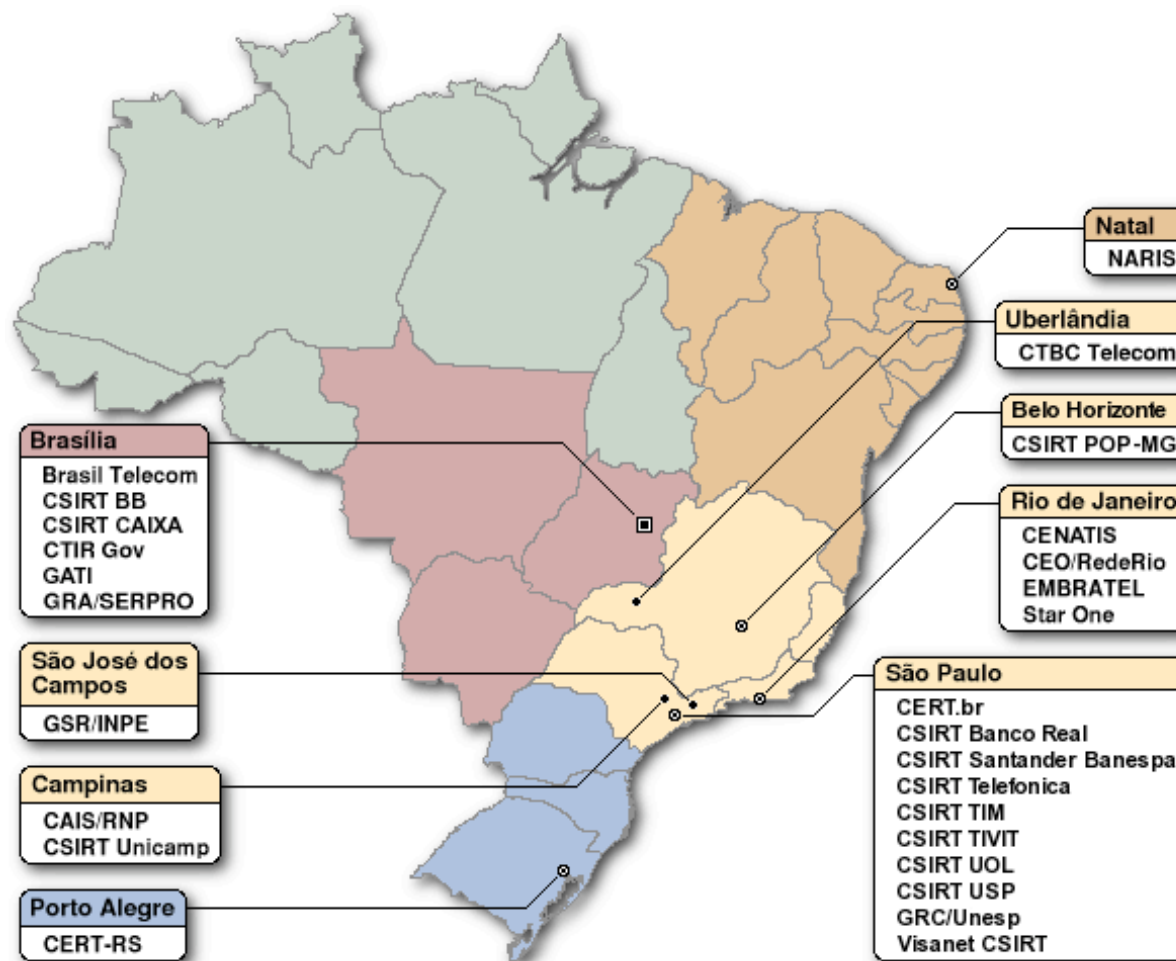 Natal
NARIS
Uberlândia
CTBC Telecom
Belo Horizonte
CSIRT POP-MG
Rio de Janeiro
CENATIS
CEO/RedeRio
EMBRATEL
Star One
São Paulo
CERT.br
CSIRT Banco Real
CSIRT Santander Banespa
CSIRT Telefonica
CSIRT TIM
CSIRT TIVIT
CSIRT UOL
CSIRT USP
GRC/Unesp
Visanet CSIRT
Brasília
Brasil Telecom
CSIRT BB
CSIRT CAIXA
CTIR Gov
GATI
GRA/SERPRO
São José dos
Campos
GSR/INPE
Campinas
CAIS/RNP
CSIRT Unicamp
Porto Alegre
CERT-RS